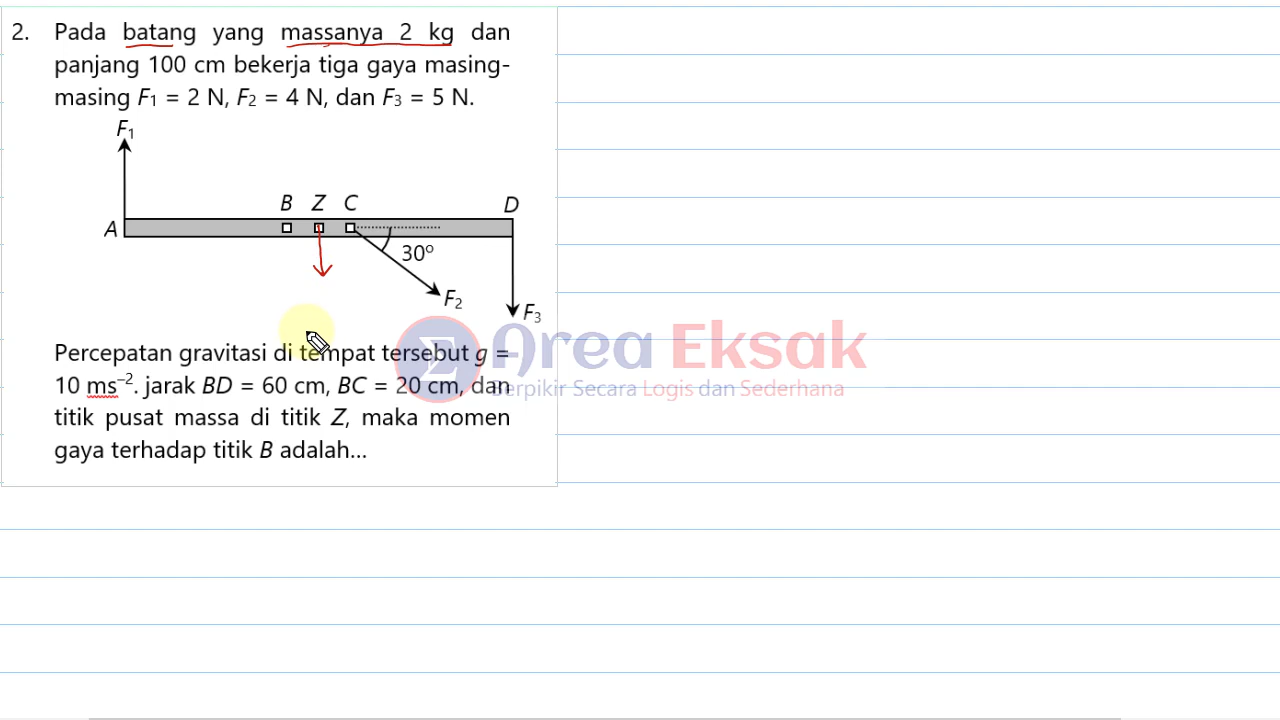 2. Pada batang yang massanya 2 kg dan
panjang 100 cm bekerja tiga gaya masing-
masing F₁ = 2 N, F₂ = 4 N, dan F₃ = 5 N.
F₁
B Z C D
A
30°
F₂
F₃
Percepatan gravitasi di tempat tersebut g =
10 ms⁻². jarak BD = 60 cm, BC = 20 cm, dan
titik pusat massa di titik Z, maka momen
gaya terhadap titik B adalah...
Σ Area Eksak
Berpikir Secara Logis dan Sederhana